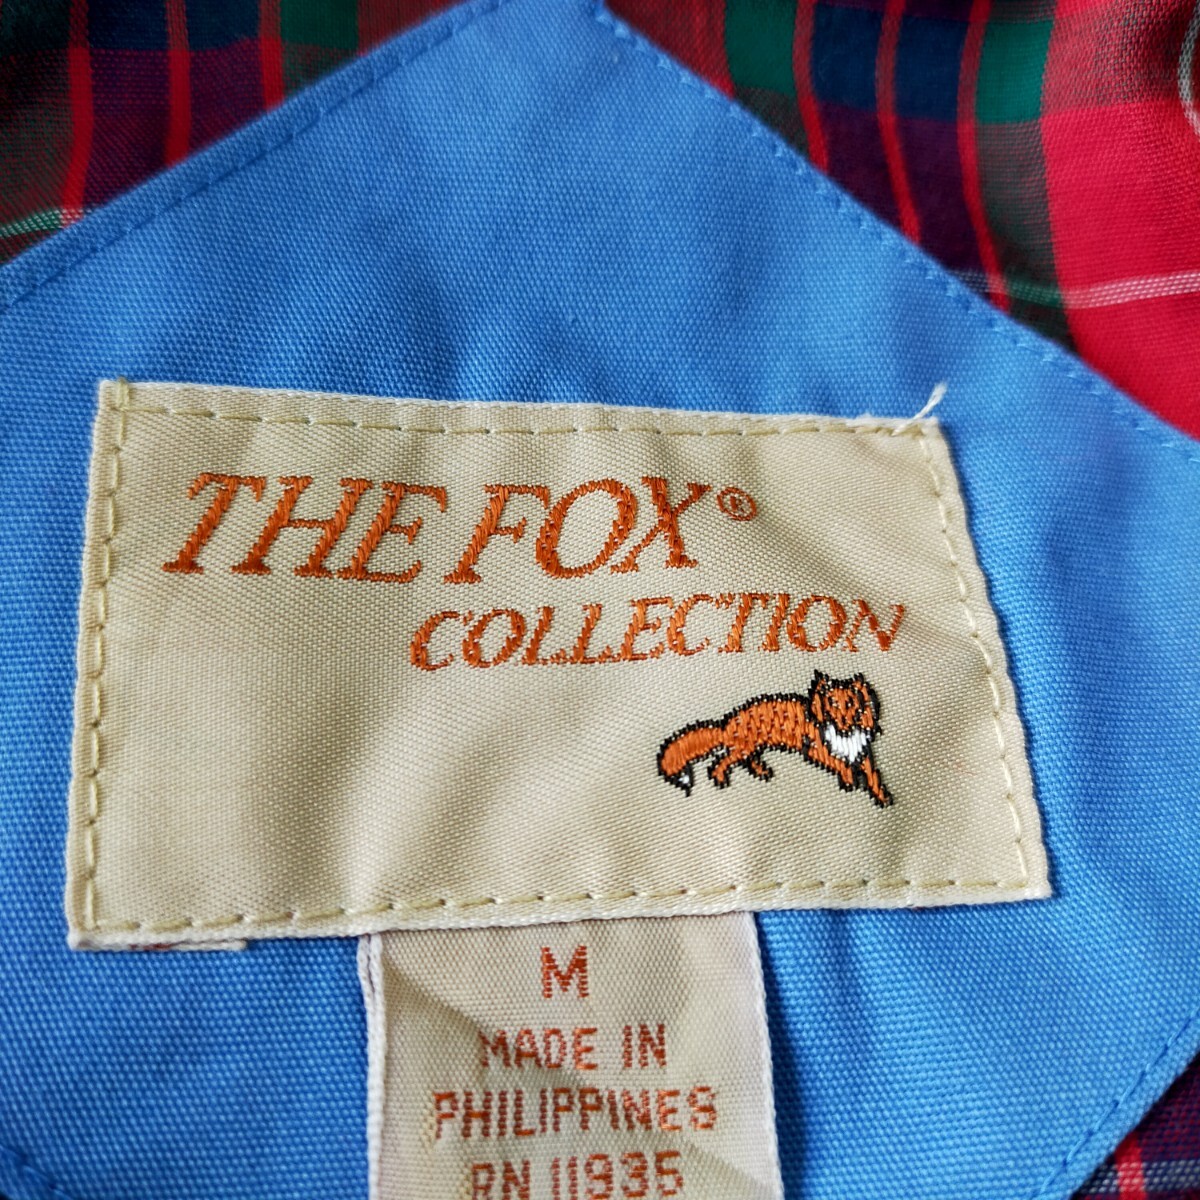 THE FOX®
COLLECTION
M
MADE IN
PHILIPPINES
RN 11935